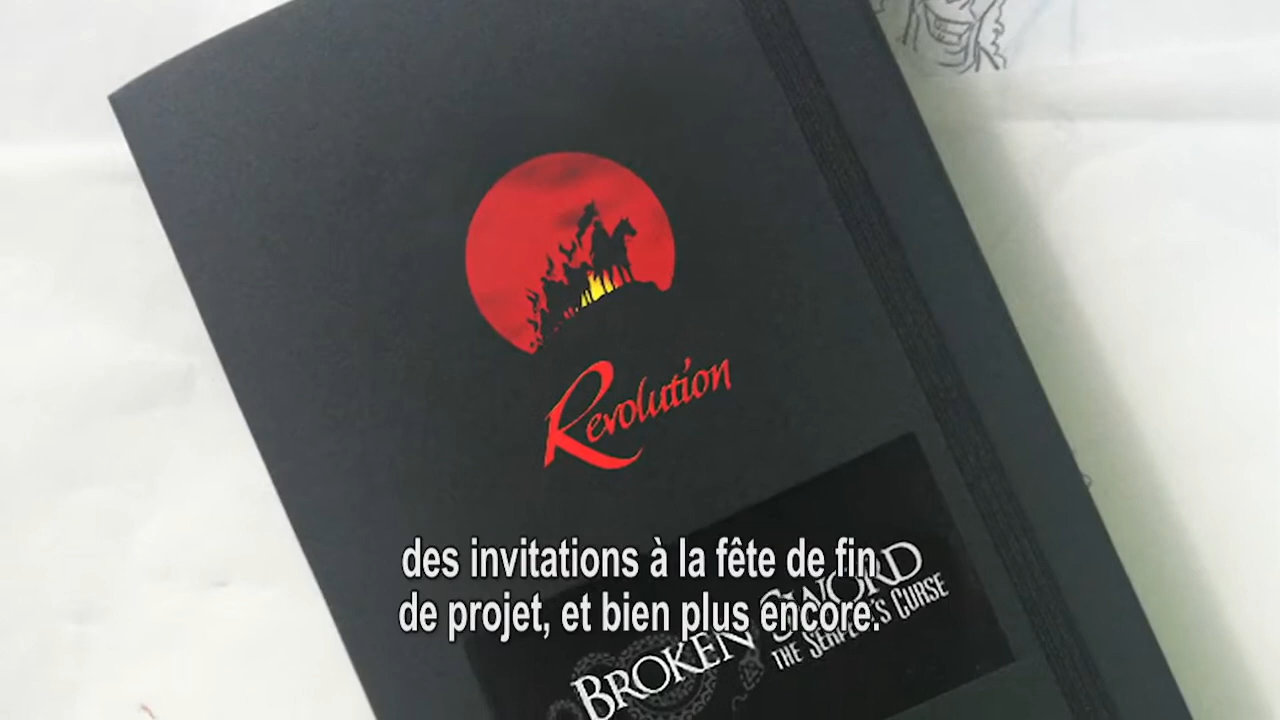 Revolution
des invitations à la fête de fin
de projet, et bien plus encore.
BROKEN SWORD
THE SERPENT'S CURSE